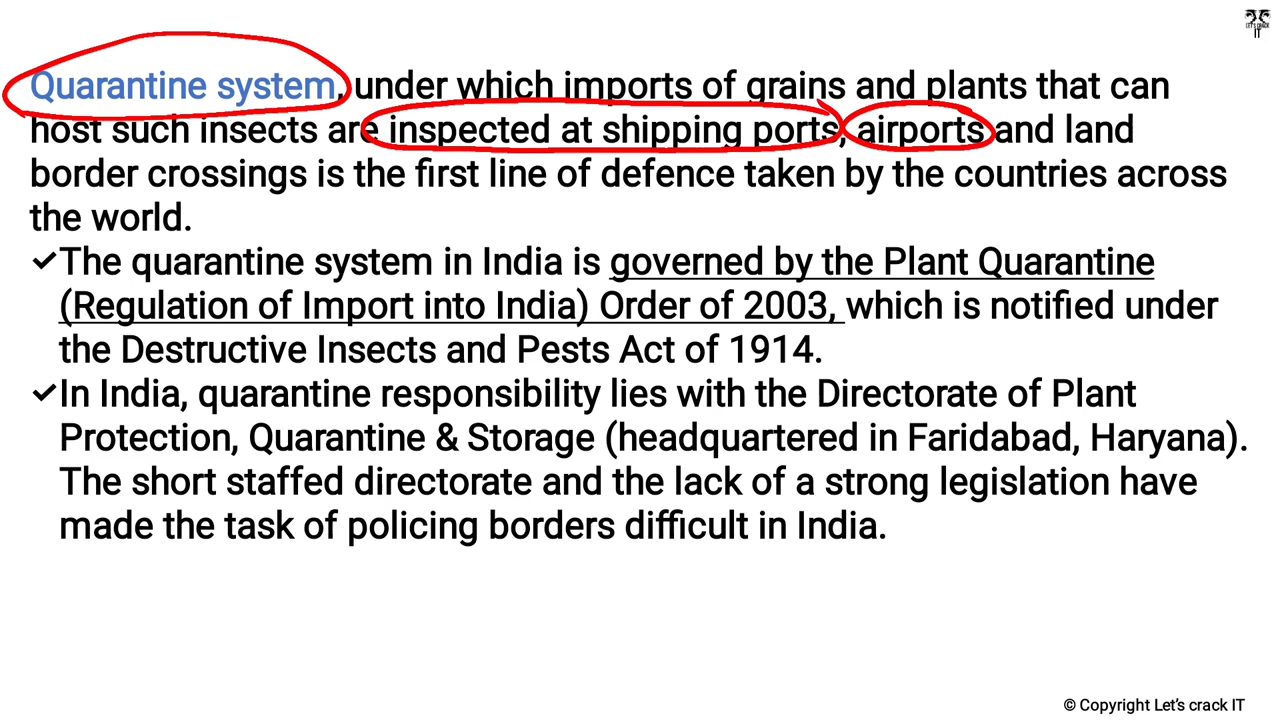 LET'S CRACK
IT
Quarantine system, under which imports of grains and plants that can
host such insects are inspected at shipping ports, airports and land
border crossings is the first line of defence taken by the countries across
the world.
✓The quarantine system in India is governed by the Plant Quarantine
(Regulation of Import into India) Order of 2003, which is notified under
the Destructive Insects and Pests Act of 1914.
✓In India, quarantine responsibility lies with the Directorate of Plant
Protection, Quarantine & Storage (headquartered in Faridabad, Haryana).
The short staffed directorate and the lack of a strong legislation have
made the task of policing borders difficult in India.
© Copyright Let's crack IT